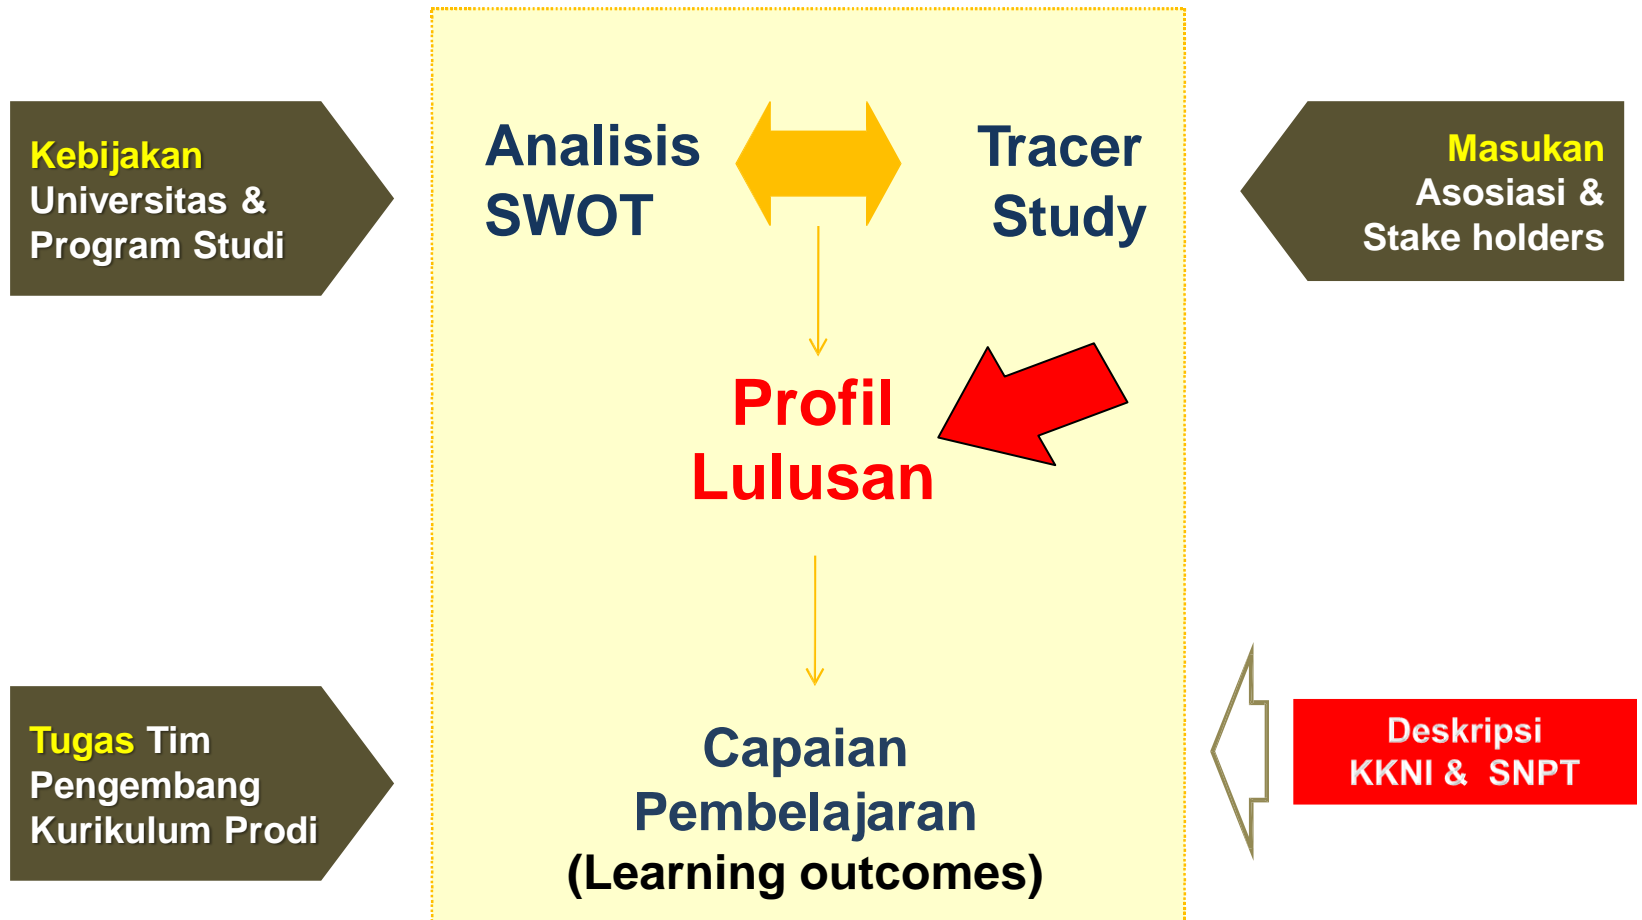 Kebijakan
Universitas &
Program Studi
Analisis
SWOT
Tracer
Study
Masukan
Asosiasi &
Stake holders
Profil
Lulusan
Tugas Tim
Pengembang
Kurikulum Prodi
Capaian
Pembelajaran
(Learning outcomes)
Deskripsi
KKNI & SNPT